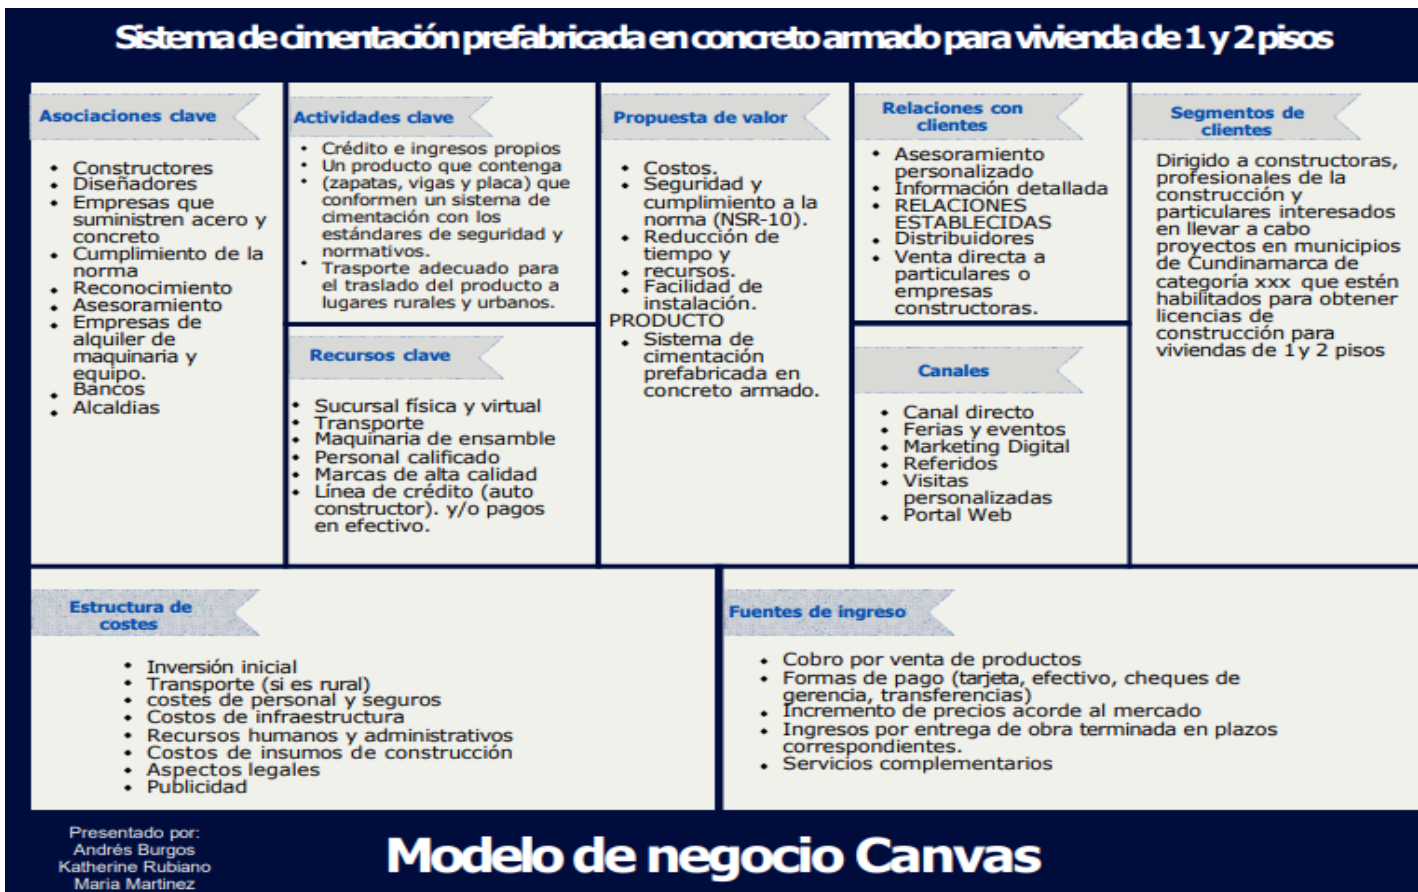 Sistema de cimentación prefabricada en concreto armado para vivienda de 1 y 2 pisos
Asociaciones clave
• Constructores
• Diseñadores
• Empresas que
suministren acero y
concreto
• Cumplimiento de la
norma
• Reconocimiento
• Asesoramiento
• Empresas de
alquiler de
maquinaria y
equipo.
• Bancos
• Alcaldias
Actividades clave
• Crédito e ingresos propios
• Un producto que contenga
• (zapatas, vigas y placa) que
conformen un sistema de
cimentación con los
estándares de seguridad y
normativos.
• Trasporte adecuado para
el traslado del producto a
lugares rurales y urbanos.
Recursos clave
• Sucursal física y virtual
• Transporte
• Maquinaria de ensamble
• Personal calificado
• Marcas de alta calidad
• Línea de crédito (auto
constructor). y/o pagos
en efectivo.
Propuesta de valor
• Costos.
• Seguridad y
cumplimiento a la
norma (NSR-10).
• Reducción de
tiempo y
• recursos.
• Facilidad de
instalación.
PRODUCTO
• Sistema de
cimentación
prefabricada en
concreto armado.
Relaciones con
clientes
• Asesoramiento
personalizado
• Información detallada
• RELACIONES
ESTABLECIDAS
• Distribuidores
• Venta directa a
particulares o
empresas
constructoras.
Canales
• Canal directo
• Ferias y eventos
• Marketing Digital
• Referidos
• Visitas
personalizadas
• Portal Web
Segmentos de
clientes
Dirigido a constructoras,
profesionales de la
construcción y
particulares interesados
en llevar a cabo
proyectos en municipios
de Cundinamarca de
categoría xxx que estén
habilitados para obtener
licencias de
construcción para
viviendas de 1 y 2 pisos
Estructura de
costes
• Inversión inicial
• Transporte (si es rural)
• costes de personal y seguros
• Costos de infraestructura
• Recursos humanos y administrativos
• Costos de insumos de construcción
• Aspectos legales
• Publicidad
Fuentes de ingreso
• Cobro por venta de productos
• Formas de pago (tarjeta, efectivo, cheques de
gerencia, transferencias)
• Incremento de precios acorde al mercado
• Ingresos por entrega de obra terminada en plazos
correspondientes.
• Servicios complementarios
Presentado por:
Andrés Burgos
Katherine Rubiano
Maria Martinez
Modelo de negocio Canvas